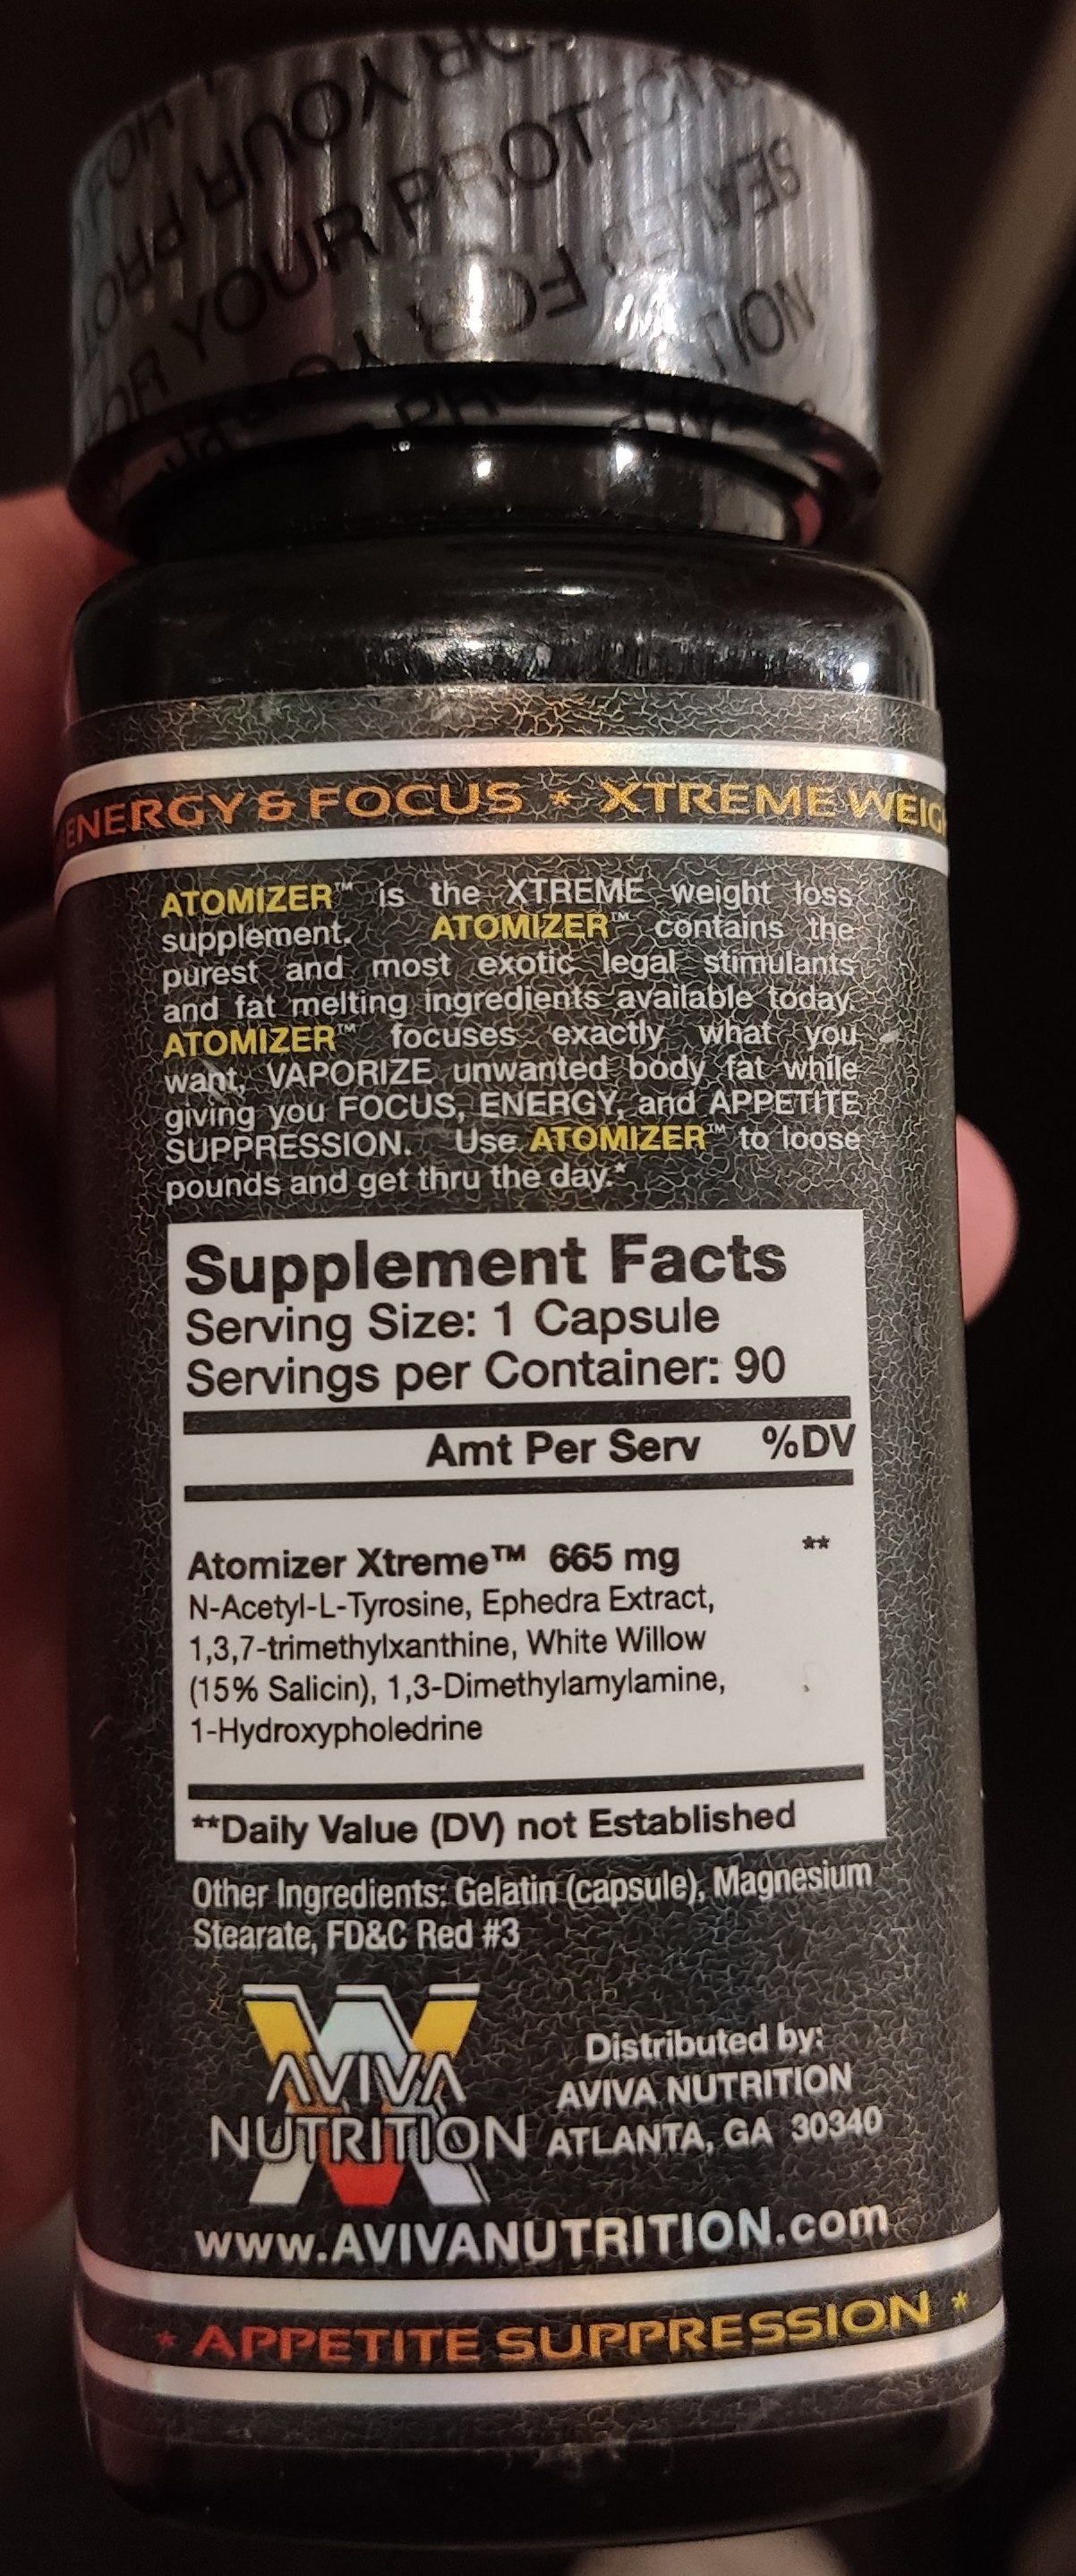 FOR YOUR PROTECTION
SEALED FOR YOUR PROTECTION
ENERGY & FOCUS * XTREME WEIG
ATOMIZER™ is the XTREME weight loss
supplement. ATOMIZER™ contains the
purest and most exotic legal stimulants
and fat melting ingredients available today.
ATOMIZER™ focuses exactly what you
want, VAPORIZE unwanted body fat while
giving you FOCUS, ENERGY, and APPETITE
SUPPRESSION. Use ATOMIZER™ to loose
pounds and get thru the day.*
Supplement Facts
Serving Size: 1 Capsule
Servings per Container: 90
Amt Per Serv %DV
Atomizer Xtreme™ 665 mg **
N-Acetyl-L-Tyrosine, Ephedra Extract,
1,3,7-trimethylxanthine, White Willow
(15% Salicin), 1,3-Dimethylamylamine,
1-Hydroxypholedrine
**Daily Value (DV) not Established
Other Ingredients: Gelatin (capsule), Magnesium
Stearate, FD&C Red #3
AVIVA
NUTRITION
Distributed by:
AVIVA NUTRITION
ATLANTA, GA 30340
www.AVIVANUTRITION.com
* APPETITE SUPPRESSION *